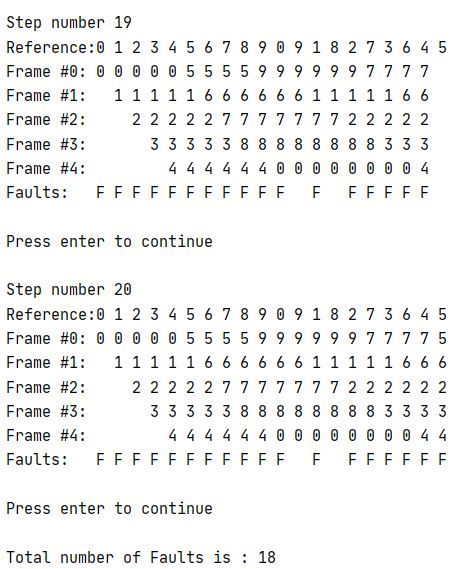 Step number 19
Reference:0 1 2 3 4 5 6 7 8 9 0 9 1 8 2 7 3 6 4 5
Frame #0: 0 0 0 0 0 5 5 5 5 9 9 9 9 9 9 7 7 7 7
Frame #1:   1 1 1 1 1 6 6 6 6 6 6 1 1 1 1 1 6 6
Frame #2:     2 2 2 2 2 7 7 7 7 7 7 7 2 2 2 2 2
Frame #3:       3 3 3 3 3 8 8 8 8 8 8 8 8 3 3 3
Frame #4:         4 4 4 4 4 4 0 0 0 0 0 0 0 0 4
Faults:   F F F F F F F F F F F   F   F F F F F
Press enter to continue
Step number 20
Reference:0 1 2 3 4 5 6 7 8 9 0 9 1 8 2 7 3 6 4 5
Frame #0: 0 0 0 0 0 5 5 5 5 9 9 9 9 9 9 7 7 7 7 5
Frame #1:   1 1 1 1 1 6 6 6 6 6 6 1 1 1 1 1 6 6 6
Frame #2:     2 2 2 2 2 7 7 7 7 7 7 7 2 2 2 2 2 2
Frame #3:       3 3 3 3 3 8 8 8 8 8 8 8 8 3 3 3 3
Frame #4:         4 4 4 4 4 4 0 0 0 0 0 0 0 0 4 4
Faults:   F F F F F F F F F F F   F   F F F F F F
Press enter to continue
Total number of Faults is : 18